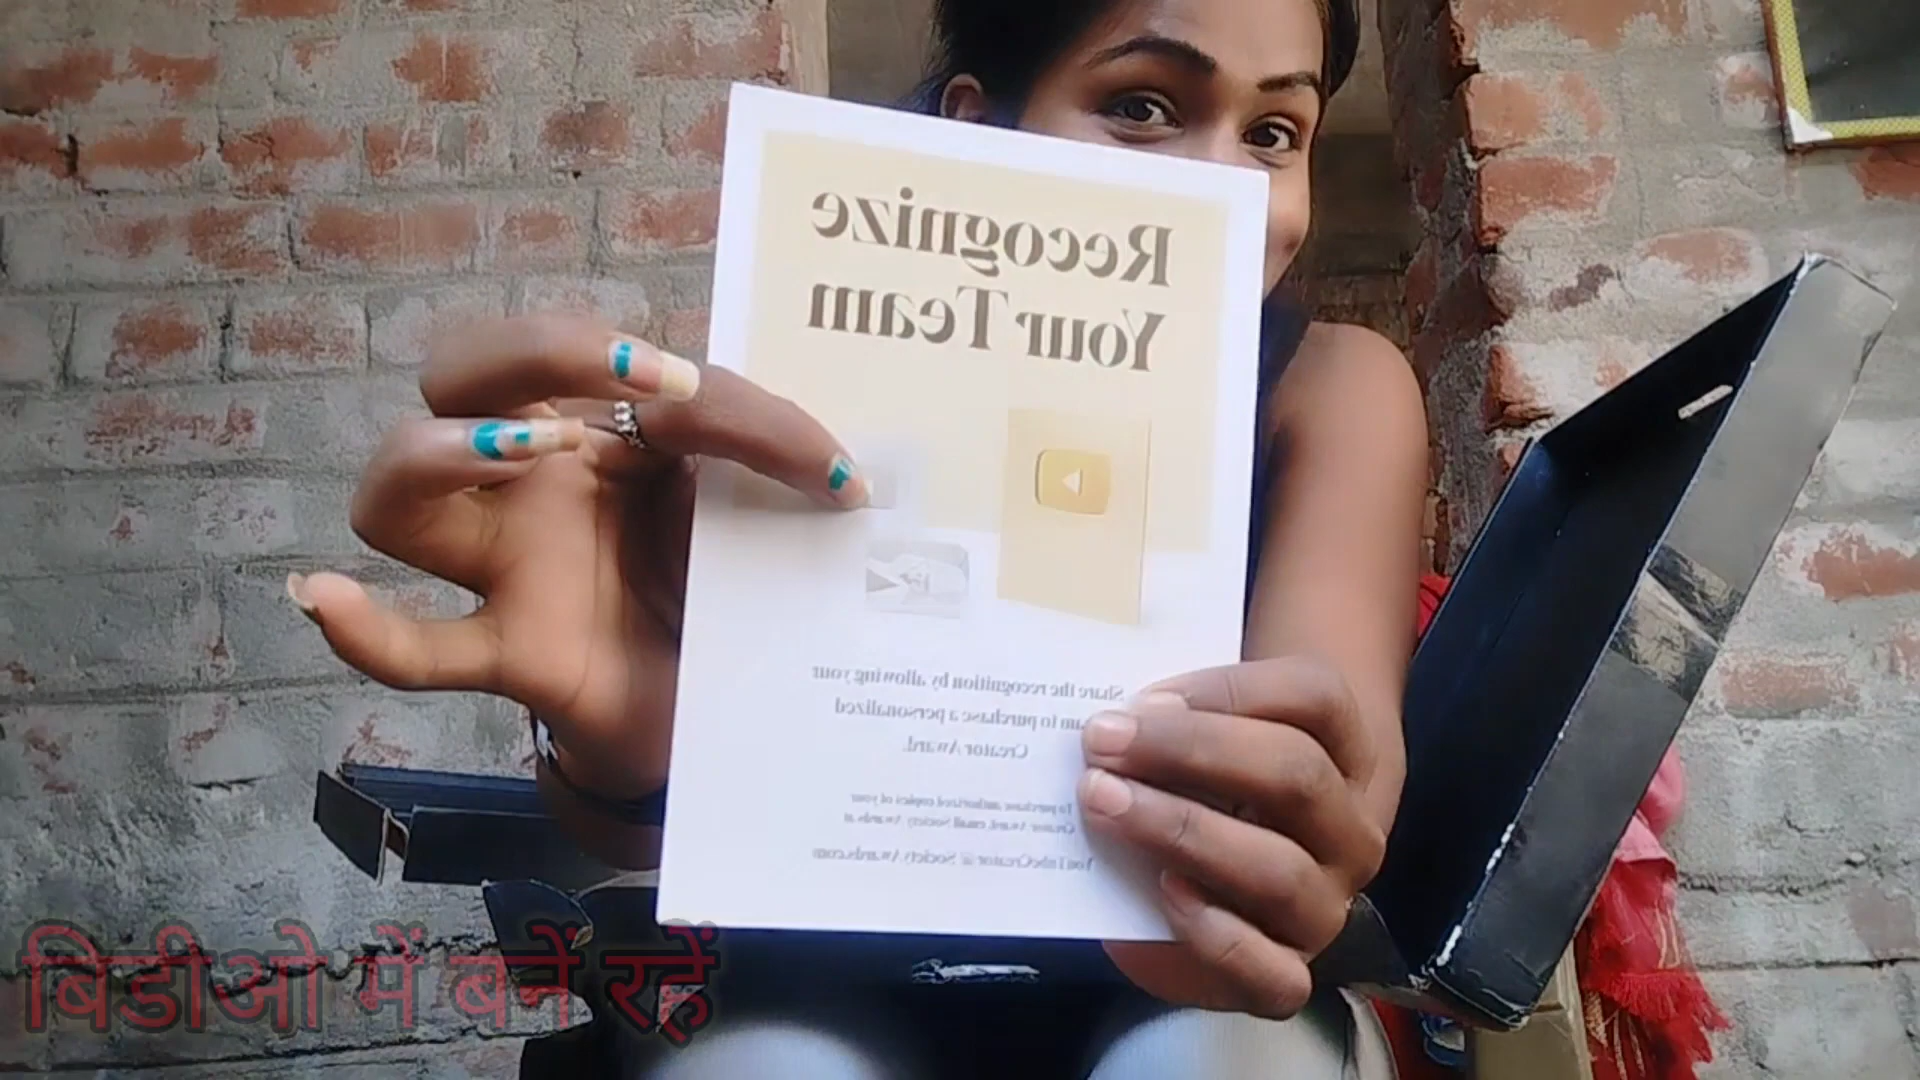 Recognize
Your Team
Share the recognition by allowing your
to purchase a personalized
Creator Award.
To purchase authorized copies of your
Creator Award, email Society Awards at
YouTubeCreator@SocietyAwards.com
बिडीओ में बनें रहें